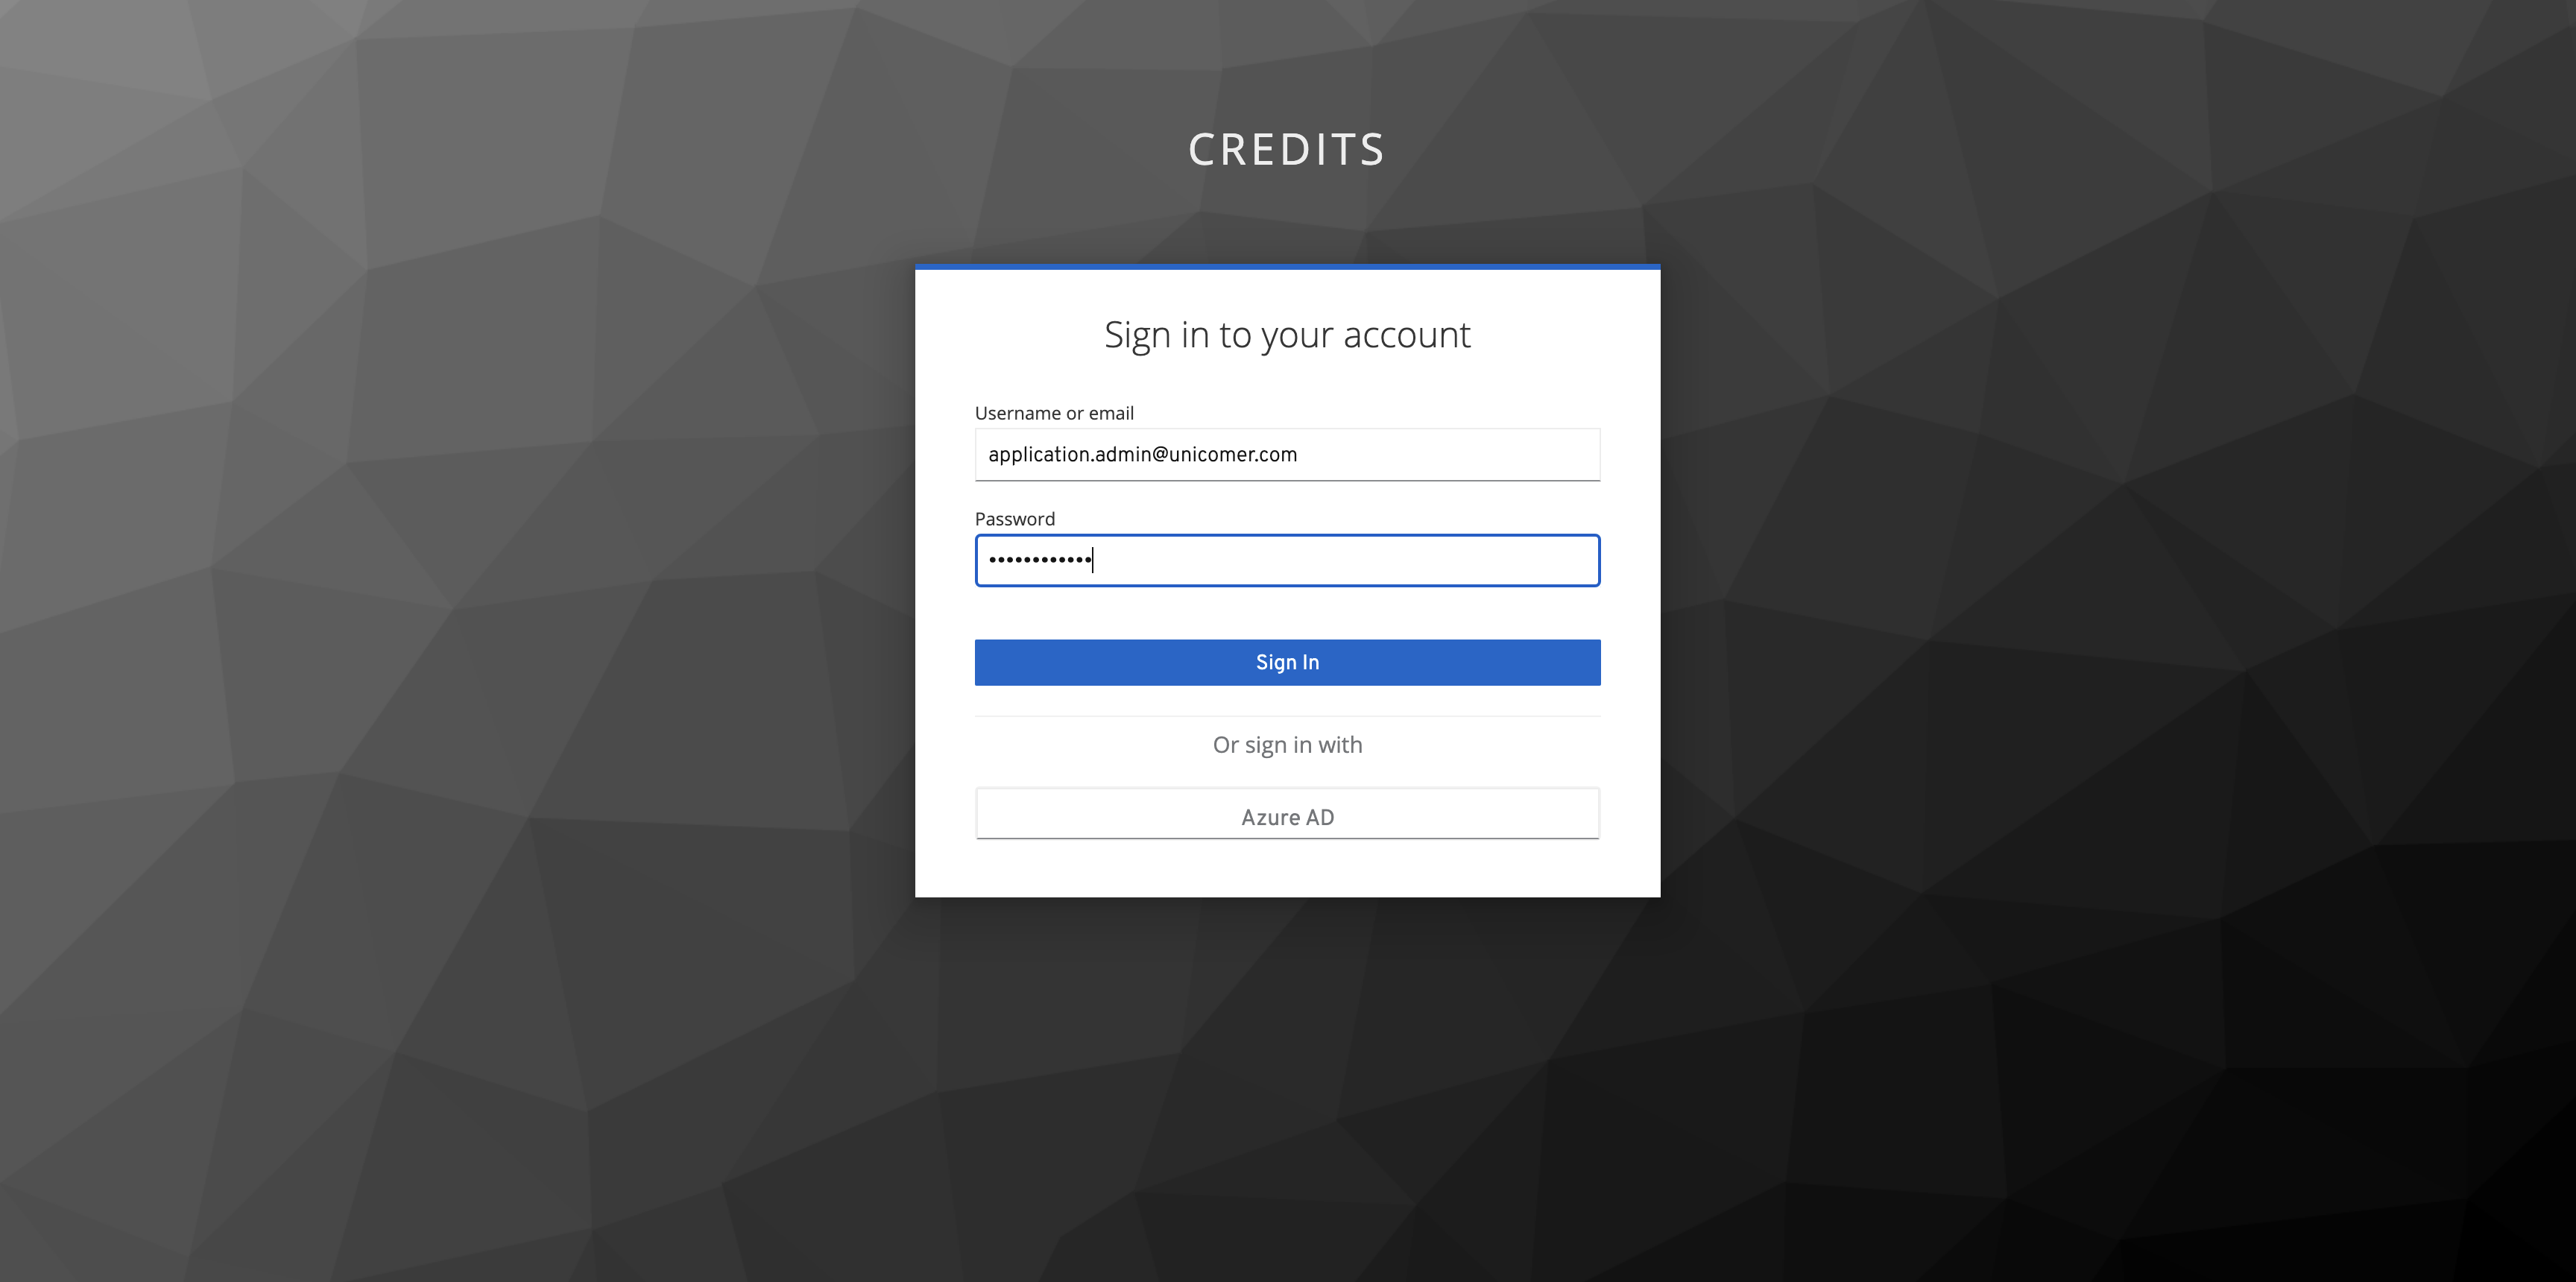 CREDITS
Sign in to your account
Username or email
application.admin@unicomer.com
Password
••••••••••••
Sign In
Or sign in with
Azure AD